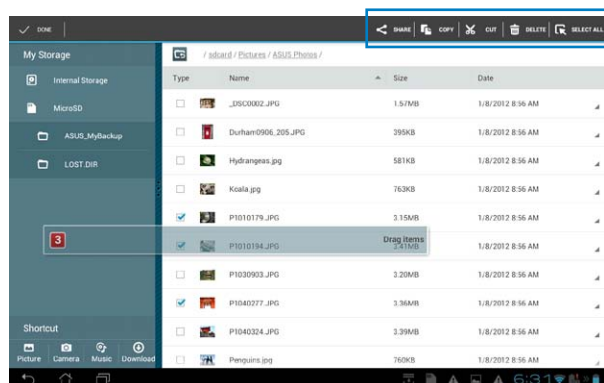 DONE SHARE COPY CUT DELETE SELECT ALL
My Storage
/ sdcard / Pictures / ASUS Photos /
Internal Storage
MicroSD
ASUS_MyBackup
LOST.DIR
Type Name Size Date
_DSC0002.JPG 1.57MB 1/8/2012 8:56 AM
Durham0906_205.JPG 395KB 1/8/2012 8:56 AM
Hydrangeas.jpg 581KB 1/8/2012 8:56 AM
Koala.jpg 763KB 1/8/2012 8:56 AM
P1010179.JPG 3.15MB 1/8/2012 8:56 AM
3 Drag items
P1010194.JPG 3.41MB 1/8/2012 8:56 AM
P1030903.JPG 3.20MB 1/8/2012 8:56 AM
P1040277.JPG 3.36MB 1/8/2012 8:56 AM
P1040324.JPG 3.39MB 1/8/2012 8:56 AM
Penguins.jpg 760KB 1/8/2012 8:56 AM
Shortcut
Picture Camera Music Download
6:31